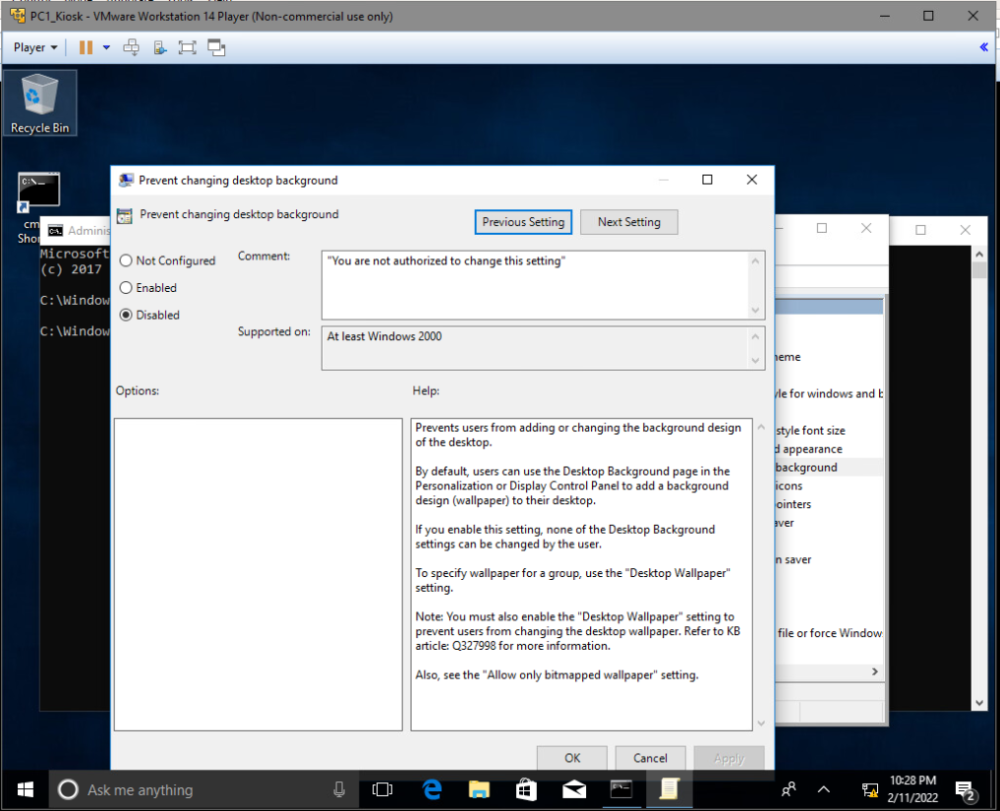 PC1_Kiosk - VMware Workstation 14 Player (Non-commercial use only)
Player
Recycle Bin
Prevent changing desktop background
Prevent changing desktop background
Previous Setting
Next Setting
Not Configured
Enabled
Disabled
Comment:
"You are not authorized to change this setting"
Supported on:
At least Windows 2000
Options:
Help:
Prevents users from adding or changing the background design
of the desktop.
By default, users can use the Desktop Background page in the
Personalization or Display Control Panel to add a background
design (wallpaper) to their desktop.
If you enable this setting, none of the Desktop Background
settings can be changed by the user.
To specify wallpaper for a group, use the "Desktop Wallpaper"
setting.
Note: You must also enable the "Desktop Wallpaper" setting to
prevent users from changing the desktop wallpaper. Refer to KB
article: Q327998 for more information.
Also, see the "Allow only bitmapped wallpaper" setting.
OK
Cancel
Apply
cm
Sho
Adminis
Microsoft
(c) 2017
C:\Window
C:\Window
heme
yle for windows and b
style font size
d appearance
background
icons
ointers
aver
n saver
file or force Window
Ask me anything
10:28 PM
2/11/2022
2